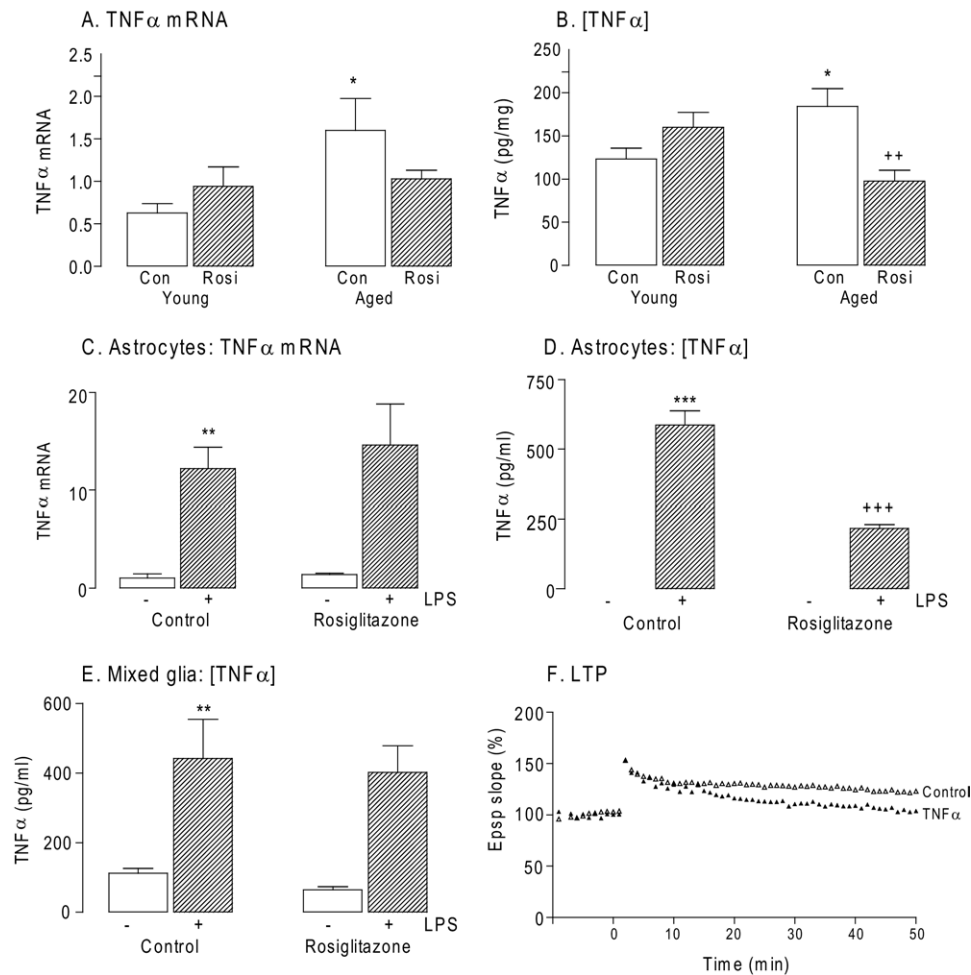 A. TNFα mRNA
2.5
2.0
1.5
1.0
0.5
0.0
TNFα mRNA
*
Con Rosi Con Rosi
Young Aged
B. [TNFα]
250
200
150
100
50
0
TNFα (pg/mg)
*
++
Con Rosi Con Rosi
Young Aged
C. Astrocytes: TNFα mRNA
20
10
0
TNFα mRNA
**
- + - + LPS
Control Rosiglitazone
D. Astrocytes: [TNFα]
750
500
250
0
TNFα (pg/ml)
***
+++
- + - + LPS
Control Rosiglitazone
E. Mixed glia: [TNFα]
600
400
200
0
TNFα (pg/ml)
**
- + - + LPS
Control Rosiglitazone
F. LTP
200
150
100
50
0
Epsp slope (%)
Control
TNFα
0 10 20 30 40 50
Time (min)